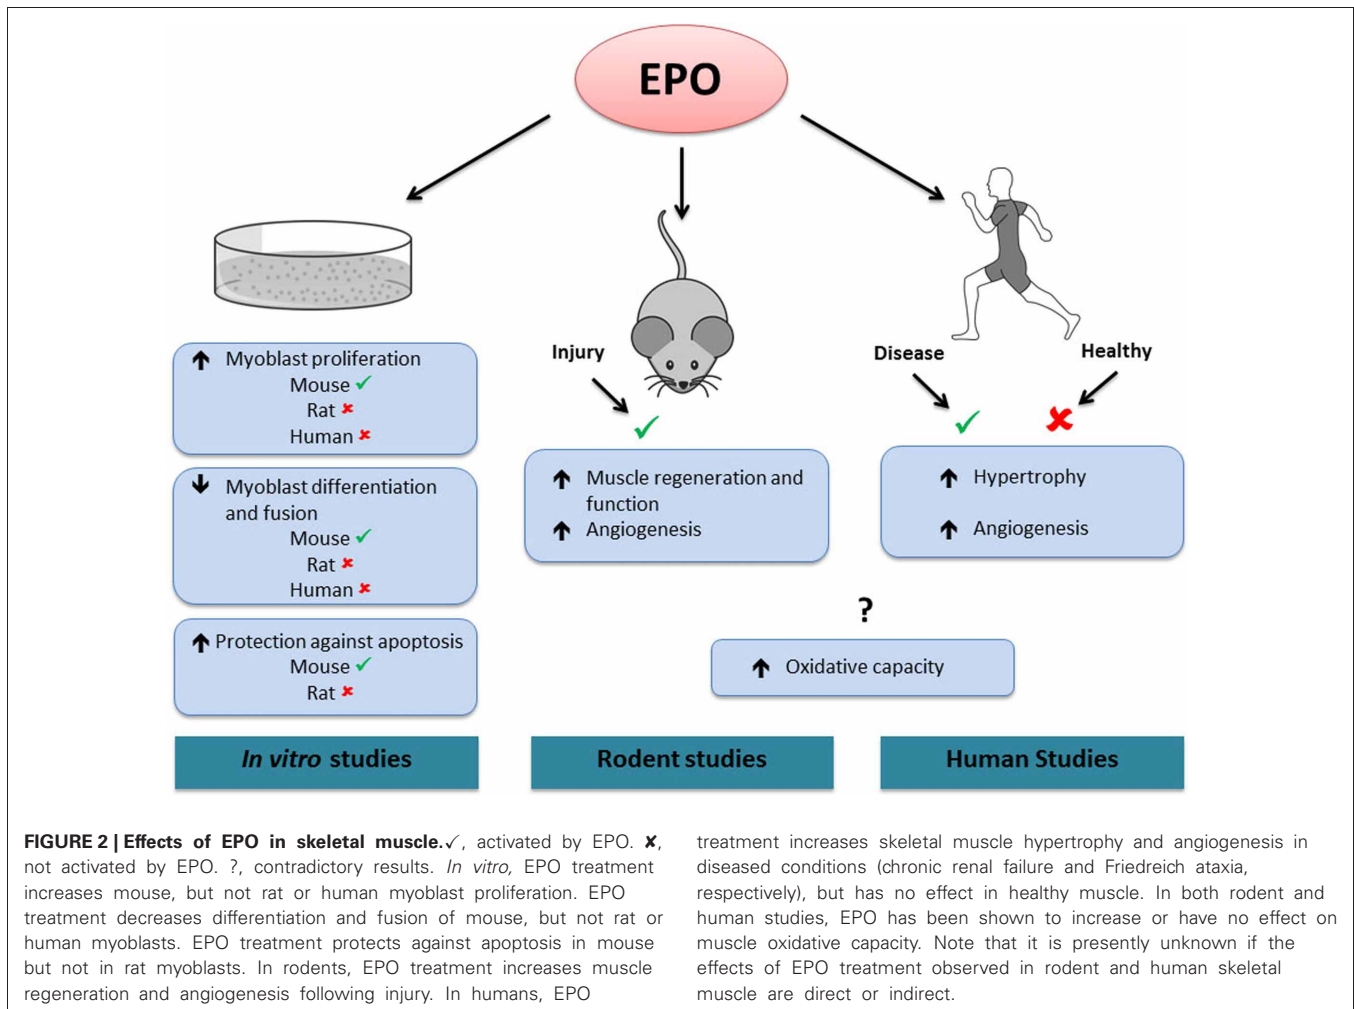 EPO
↑ Myoblast proliferation
Mouse ✓
Rat ✘
Human ✘
↓ Myoblast differentiation
and fusion
Mouse ✓
Rat ✘
Human ✘
↑ Protection against apoptosis
Mouse ✓
Rat ✘
In vitro studies
Injury
✓
↑ Muscle regeneration and
function
↑ Angiogenesis
Rodent studies
Disease
Healthy
✓ ✘
↑ Hypertrophy
↑ Angiogenesis
?
↑ Oxidative capacity
Human Studies
FIGURE 2 | Effects of EPO in skeletal muscle. ✓, activated by EPO. ✘,
not activated by EPO. ?, contradictory results. In vitro, EPO treatment
increases mouse, but not rat or human myoblast proliferation. EPO
treatment decreases differentiation and fusion of mouse, but not rat or
human myoblasts. EPO treatment protects against apoptosis in mouse
but not in rat myoblasts. In rodents, EPO treatment increases muscle
regeneration and angiogenesis following injury. In humans, EPO
treatment increases skeletal muscle hypertrophy and angiogenesis in
diseased conditions (chronic renal failure and Friedreich ataxia,
respectively), but has no effect in healthy muscle. In both rodent and
human studies, EPO has been shown to increase or have no effect on
muscle oxidative capacity. Note that it is presently unknown if the
effects of EPO treatment observed in rodent and human skeletal
muscle are direct or indirect.